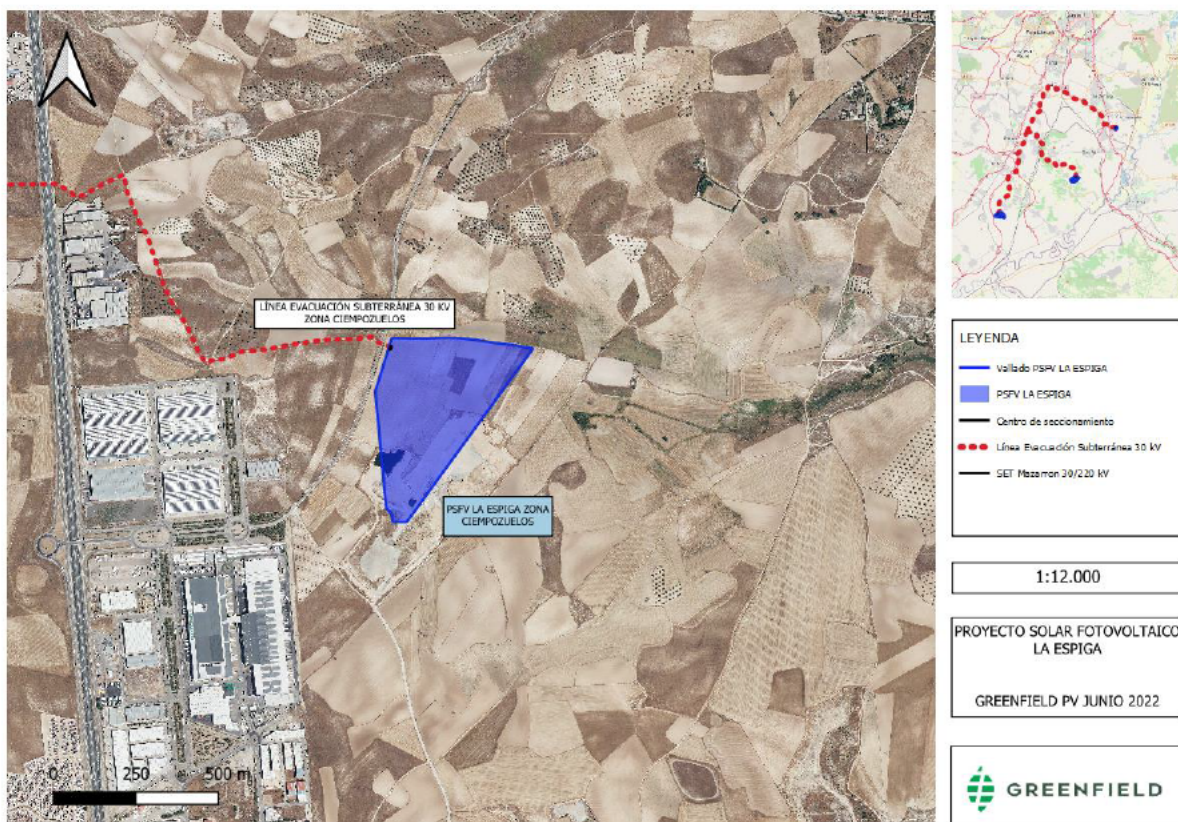 LÍNEA EVACUACIÓN SUBTERRÁNEA 30 KV
ZONA CIEMPOZUELOS
PSFV LA ESPIGA ZONA
CIEMPOZUELOS
0 250 500 m
LEYENDA
Vallado PSFV LA ESPIGA
PSFV LA ESPIGA
Centro de seccionamiento
Línea Evacuación Subterránea 30 kV
SET Mazarron 30/220 kV
1:12.000
PROYECTO SOLAR FOTOVOLTAICO
LA ESPIGA
GREENFIELD PV JUNIO 2022
GREENFIELD